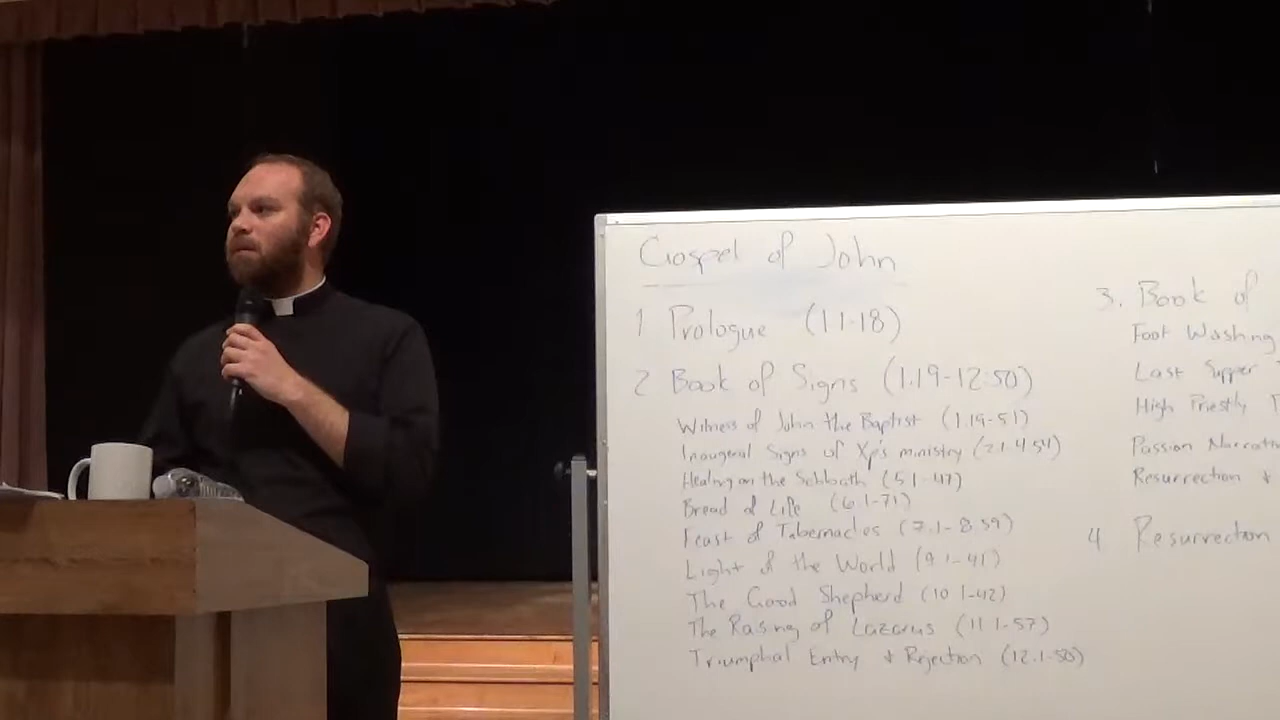 Gospel of John
1 Prologue (1 1-18)
2 Book of Signs (1.19-12:50)
Witness of John the Baptist (1.19-51)
Inaugural Signs of Xp's ministry (2.1-4.54)
Healing on the Sabbath (5.1-47)
Bread of Life (6.1-71)
Feast of Tabernacles (7.1-8.59)
Light of the World (9.1-41)
The Good Shepherd (10 1-42)
The Raising of Lazarus (11.1-57)
Triumphal Entry & Rejection (12.1-50)
3. Book of
Foot Washing
Last Supper
High Priestly
Passion Narrat
Resurrection &
4 Resurrection